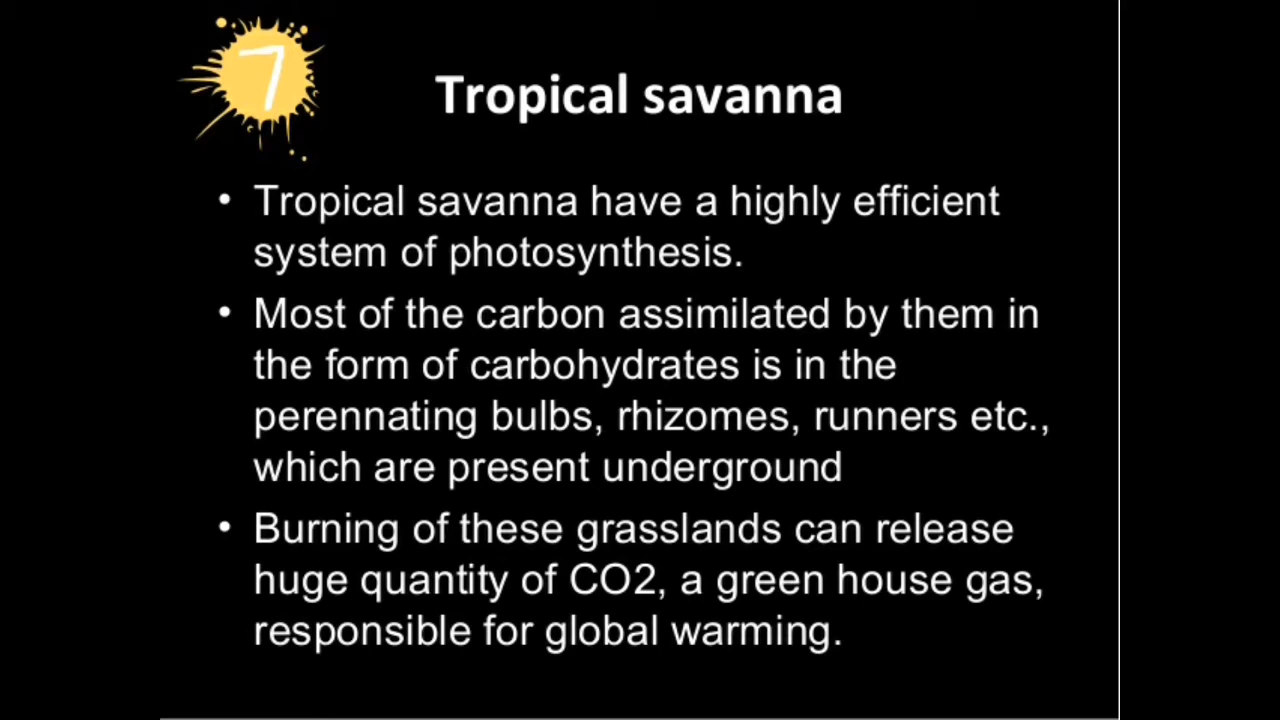 7
Tropical savanna
• Tropical savanna have a highly efficient
system of photosynthesis.
• Most of the carbon assimilated by them in
the form of carbohydrates is in the
perennating bulbs, rhizomes, runners etc.,
which are present underground
• Burning of these grasslands can release
huge quantity of CO2, a green house gas,
responsible for global warming.